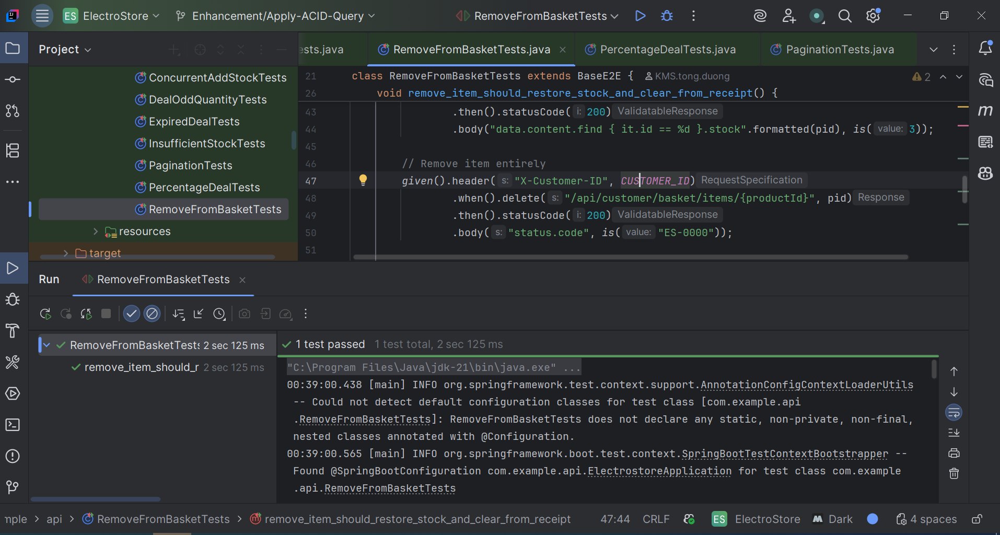 ES ElectroStore Enhancement/Apply-ACID-Query RemoveFromBasketTests
Project
ests.java RemoveFromBasketTests.java PercentageDealTests.java PaginationTests.java
ConcurrentAddStockTests
DealOddQuantityTests
ExpiredDealTests
InsufficientStockTests
PaginationTests
PercentageDealTests
RemoveFromBasketTests
resources
target
21 class RemoveFromBasketTests extends BaseE2E { KMS.tong.duong 2
26 void remove_item_should_restore_stock_and_clear_from_receipt() {
43 .then().statusCode( i: 200) ValidatableResponse
44 .body("data.content.find { it.id == %d }.stock".formatted(pid), is( value: 3));
45
46 // Remove item entirely
47 given().header( s: "X-Customer-ID", CUSTOMER_ID) RequestSpecification
48 .when().delete( s: "/api/customer/basket/items/{productId}", pid) Response
49 .then().statusCode( i: 200) ValidatableResponse
50 .body( s: "status.code", is( value: "ES-0000"));
51
Run RemoveFromBasketTests
RemoveFromBasketTests 2 sec 125 ms
remove_item_should_r 2 sec 125 ms
1 test passed 1 test total, 2 sec 125 ms
"C:\Program Files\Java\jdk-21\bin\java.exe" ...
00:39:00.438 [main] INFO org.springframework.test.context.support.AnnotationConfigContextLoaderUtils
-- Could not detect default configuration classes for test class [com.example.api
.RemoveFromBasketTests]: RemoveFromBasketTests does not declare any static, non-private, non-final,
nested classes annotated with @Configuration.
00:39:00.565 [main] INFO org.springframework.boot.test.context.SpringBootTestContextBootstrapper --
Found @SpringBootConfiguration com.example.api.ElectrostoreApplication for test class com.example
.api.RemoveFromBasketTests
mple > api > RemoveFromBasketTests > remove_item_should_restore_stock_and_clear_from_receipt 47:44 CRLF ES ElectroStore Dark 4 spaces